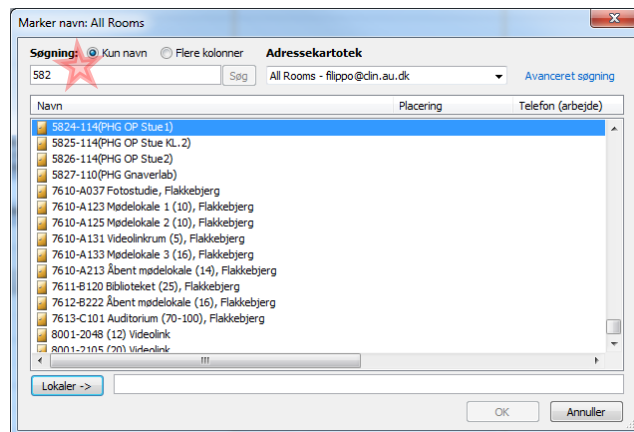 Marker navn: All Rooms
Søgning: Kun navn Flere kolonner Adressekartotek
582 Søg All Rooms - filippo@clin.au.dk Avanceret søgning
Navn Placering Telefon (arbejde)
5824-114(PHG OP Stue1)
5825-114(PHG OP Stue KL.2)
5826-114(PHG OP Stue2)
5827-110(PHG Gnaverlab)
7610-A037 Fotostudie, Flakkebjerg
7610-A123 Mødelokale 1 (10), Flakkebjerg
7610-A125 Mødelokale 2 (10), Flakkebjerg
7610-A131 Videolinkrum (5), Flakkebjerg
7610-A133 Mødelokale 3 (16), Flakkebjerg
7610-A213 Åbent mødelokale (14), Flakkebjerg
7611-B120 Biblioteket (25), Flakkebjerg
7612-B222 Åbent mødelokale (16), Flakkebjerg
7613-C101 Auditorium (70-100), Flakkebjerg
8001-2048 (12) Videolink
8001-2105 (20) Videolink
Lokaler ->
OK Annuller